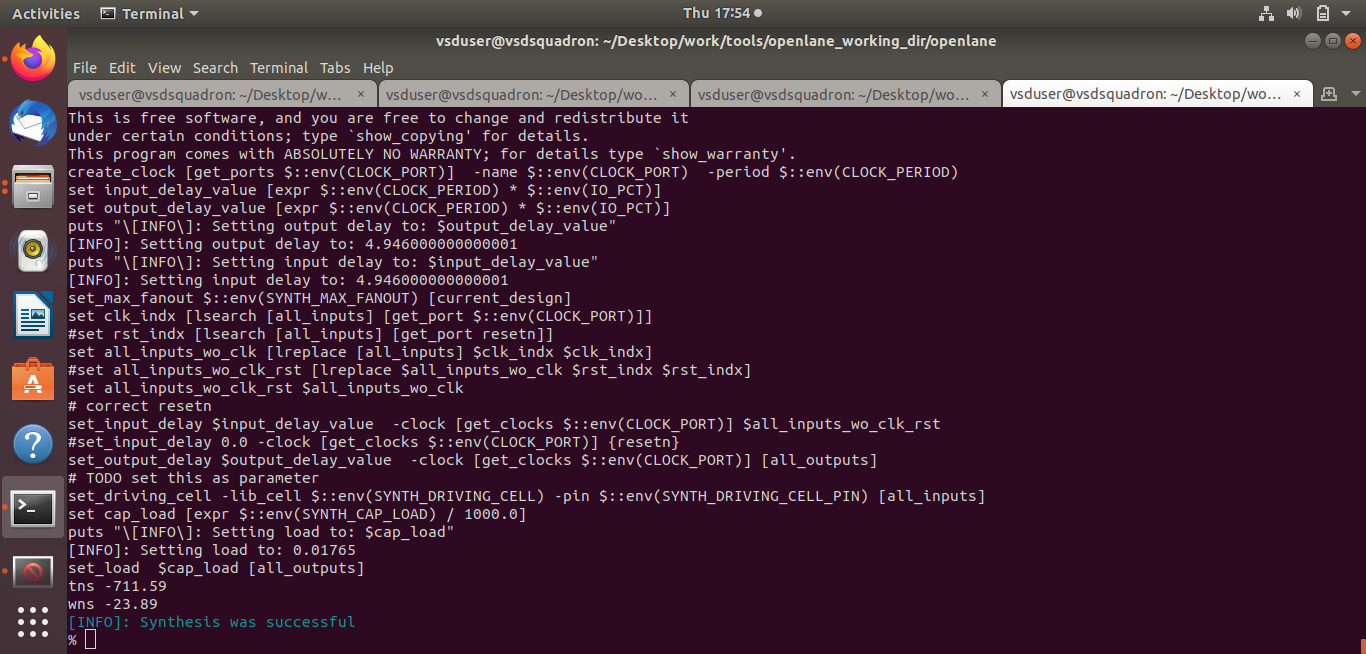 Activities Terminal Thu 17:54
vsduser@vsdsquadron: ~/Desktop/work/tools/openlane_working_dir/openlane
File Edit View Search Terminal Tabs Help
vsduser@vsdsquadron: ~/Desktop/w... × vsduser@vsdsquadron: ~/Desktop/wo... × vsduser@vsdsquadron: ~/Desktop/wo... × vsduser@vsdsquadron: ~/Desktop/wo... ×
This is free software, and you are free to change and redistribute it
under certain conditions; type `show_copying' for details.
This program comes with ABSOLUTELY NO WARRANTY; for details type `show_warranty'.
create_clock [get_ports $::env(CLOCK_PORT)]  -name $::env(CLOCK_PORT)  -period $::env(CLOCK_PERIOD)
set input_delay_value [expr $::env(CLOCK_PERIOD) * $::env(IO_PCT)]
set output_delay_value [expr $::env(CLOCK_PERIOD) * $::env(IO_PCT)]
puts "\[INFO\]: Setting output delay to: $output_delay_value"
[INFO]: Setting output delay to: 4.946000000000001
puts "\[INFO\]: Setting input delay to: $input_delay_value"
[INFO]: Setting input delay to: 4.946000000000001
set_max_fanout $::env(SYNTH_MAX_FANOUT) [current_design]
set clk_indx [lsearch [all_inputs] [get_port $::env(CLOCK_PORT)]]
#set rst_indx [lsearch [all_inputs] [get_port resetn]]
set all_inputs_wo_clk [lreplace [all_inputs] $clk_indx $clk_indx]
#set all_inputs_wo_clk_rst [lreplace $all_inputs_wo_clk $rst_indx $rst_indx]
set all_inputs_wo_clk_rst $all_inputs_wo_clk
# correct resetn
set_input_delay $input_delay_value  -clock [get_clocks $::env(CLOCK_PORT)] $all_inputs_wo_clk_rst
#set_input_delay 0.0 -clock [get_clocks $::env(CLOCK_PORT)] {resetn}
set_output_delay $output_delay_value  -clock [get_clocks $::env(CLOCK_PORT)] [all_outputs]
# TODO set this as parameter
set_driving_cell -lib_cell $::env(SYNTH_DRIVING_CELL) -pin $::env(SYNTH_DRIVING_CELL_PIN) [all_inputs]
set cap_load [expr $::env(SYNTH_CAP_LOAD) / 1000.0]
puts "\[INFO\]: Setting load to: $cap_load"
[INFO]: Setting load to: 0.01765
set_load  $cap_load [all_outputs]
tns -711.59
wns -23.89
[INFO]: Synthesis was successful
%